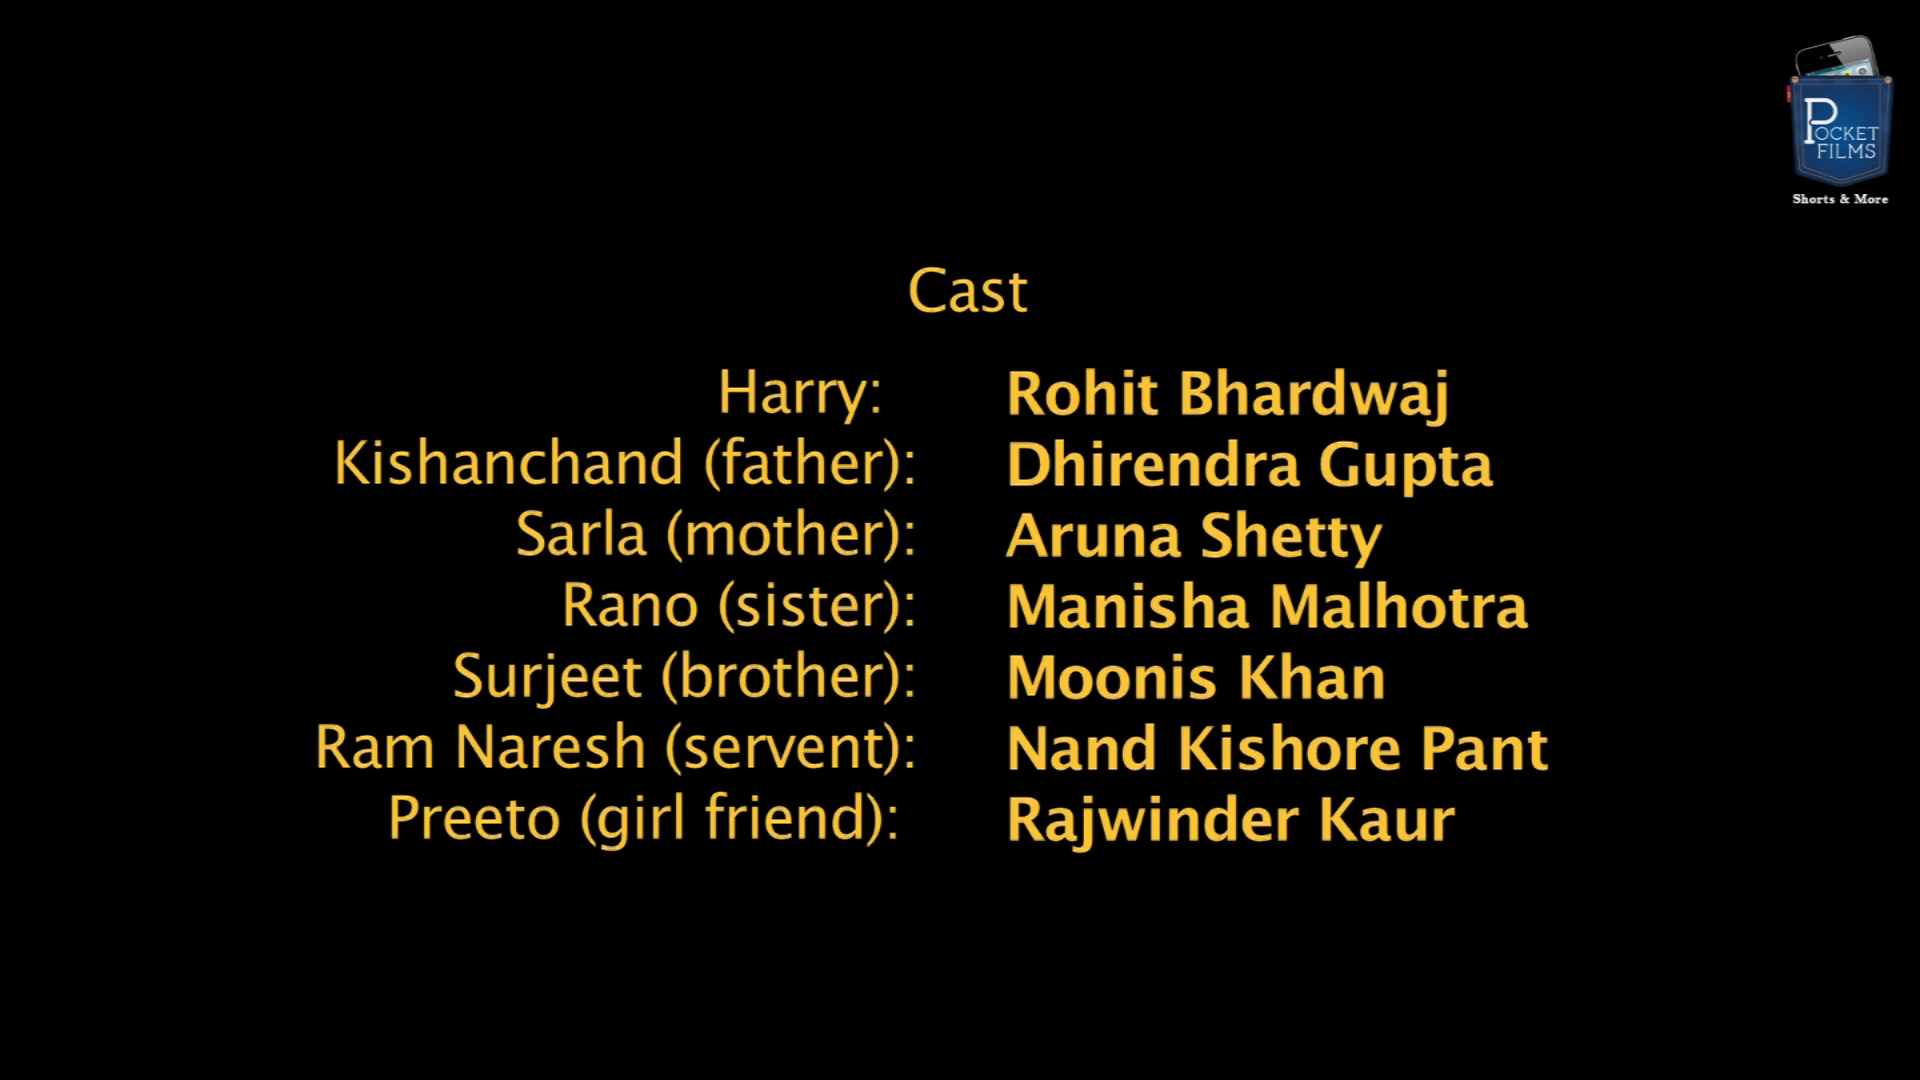 POCKET
FILMS
Shorts & More
Cast
Harry: Rohit Bhardwaj
Kishanchand (father): Dhirendra Gupta
Sarla (mother): Aruna Shetty
Rano (sister): Manisha Malhotra
Surjeet (brother): Moonis Khan
Ram Naresh (servent): Nand Kishore Pant
Preeto (girl friend): Rajwinder Kaur